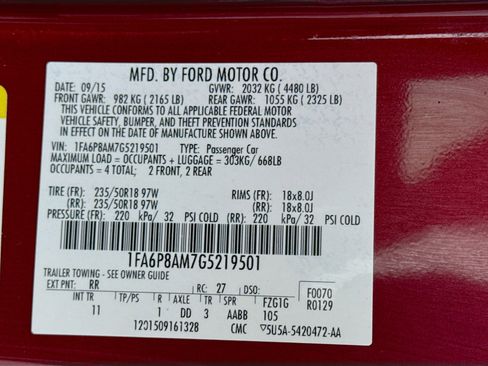 MFD. BY FORD MOTOR CO.
DATE: 09/15 GVWR: 2032 KG ( 4480 LB)
FRONT GAWR: 982 KG ( 2165 LB) REAR GAWR: 1055 KG ( 2325 LB)
THIS VEHICLE CONFORMS TO ALL APPLICABLE FEDERAL MOTOR
VEHICLE SAFETY, BUMPER, AND THEFT PREVENTION STANDARDS
IN EFFECT ON THE DATE OF MANUFACTURE SHOWN ABOVE.
VIN: 1FA6P8AM7G5219501 TYPE: Passenger Car
MAXIMUM LOAD = OCCUPANTS + LUGGAGE = 303KG/ 668LB
OCCUPANTS = 4 TOTAL; 2 FRONT, 2 REAR
TIRE (FR): 235/50R18 97W RIMS (FR): 18x8.0J
(RR): 235/50R18 97W (RR): 18x8.0J
PRESSURE (FR): 220 kPa/ 32 PSI COLD (RR): 220 kPa/ 32 PSI COLD
1FA6P8AM7G5219501
TRAILER TOWING - SEE OWNER GUIDE
EXT PNT: RR RC: 27 DSO: F0070
INT TR TP/PS R AXLE TR SPR FZG1G R0129
11 1 DD 3 AABB 105
1201509161328 CMC ▽5U5A-5420472-AA